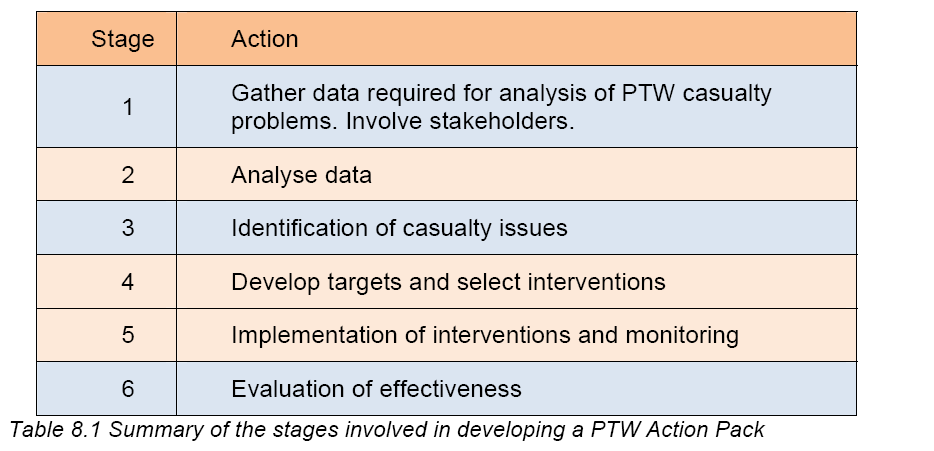 Stage Action
1 Gather data required for analysis of PTW casualty
problems. Involve stakeholders.
2 Analyse data
3 Identification of casualty issues
4 Develop targets and select interventions
5 Implementation of interventions and monitoring
6 Evaluation of effectiveness
Table 8.1 Summary of the stages involved in developing a PTW Action Pack